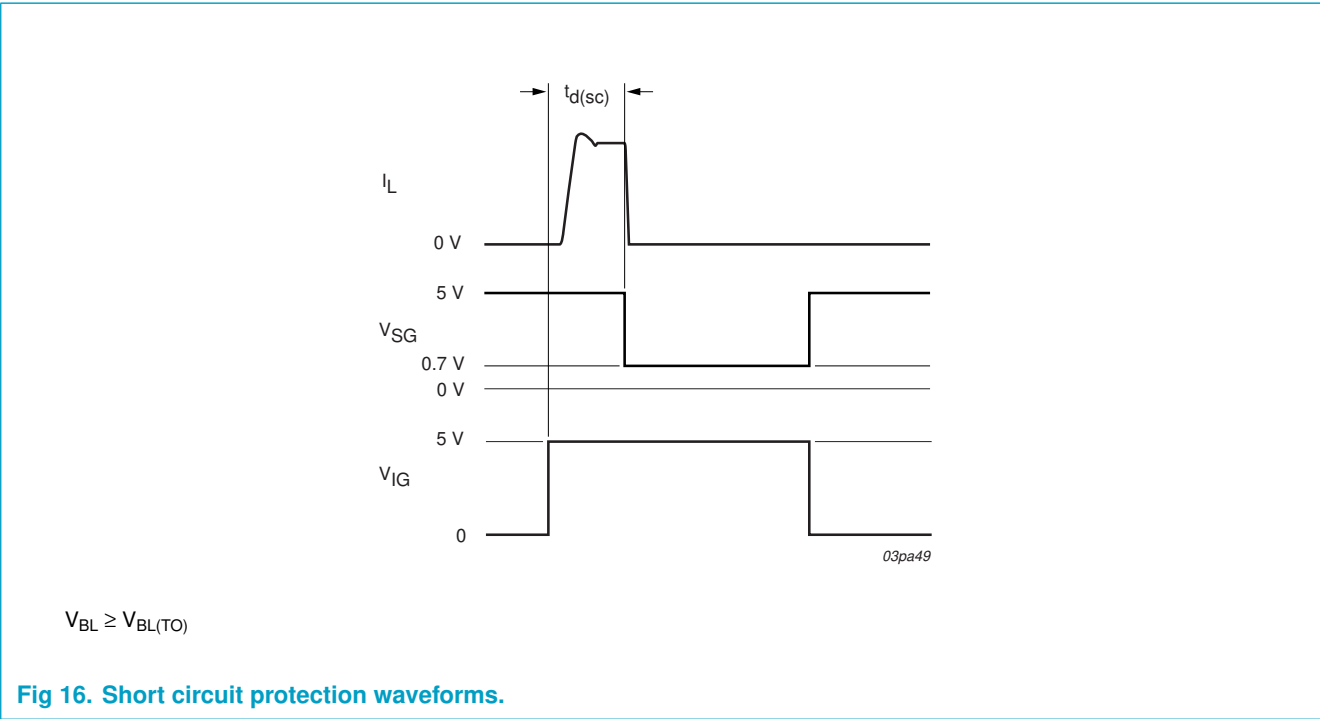 t_d(sc)
I_L
0 V
5 V
V_SG
0.7 V
0 V
5 V
V_IG
0
03pa49
V_BL ≥ V_BL(TO)
Fig 16. Short circuit protection waveforms.